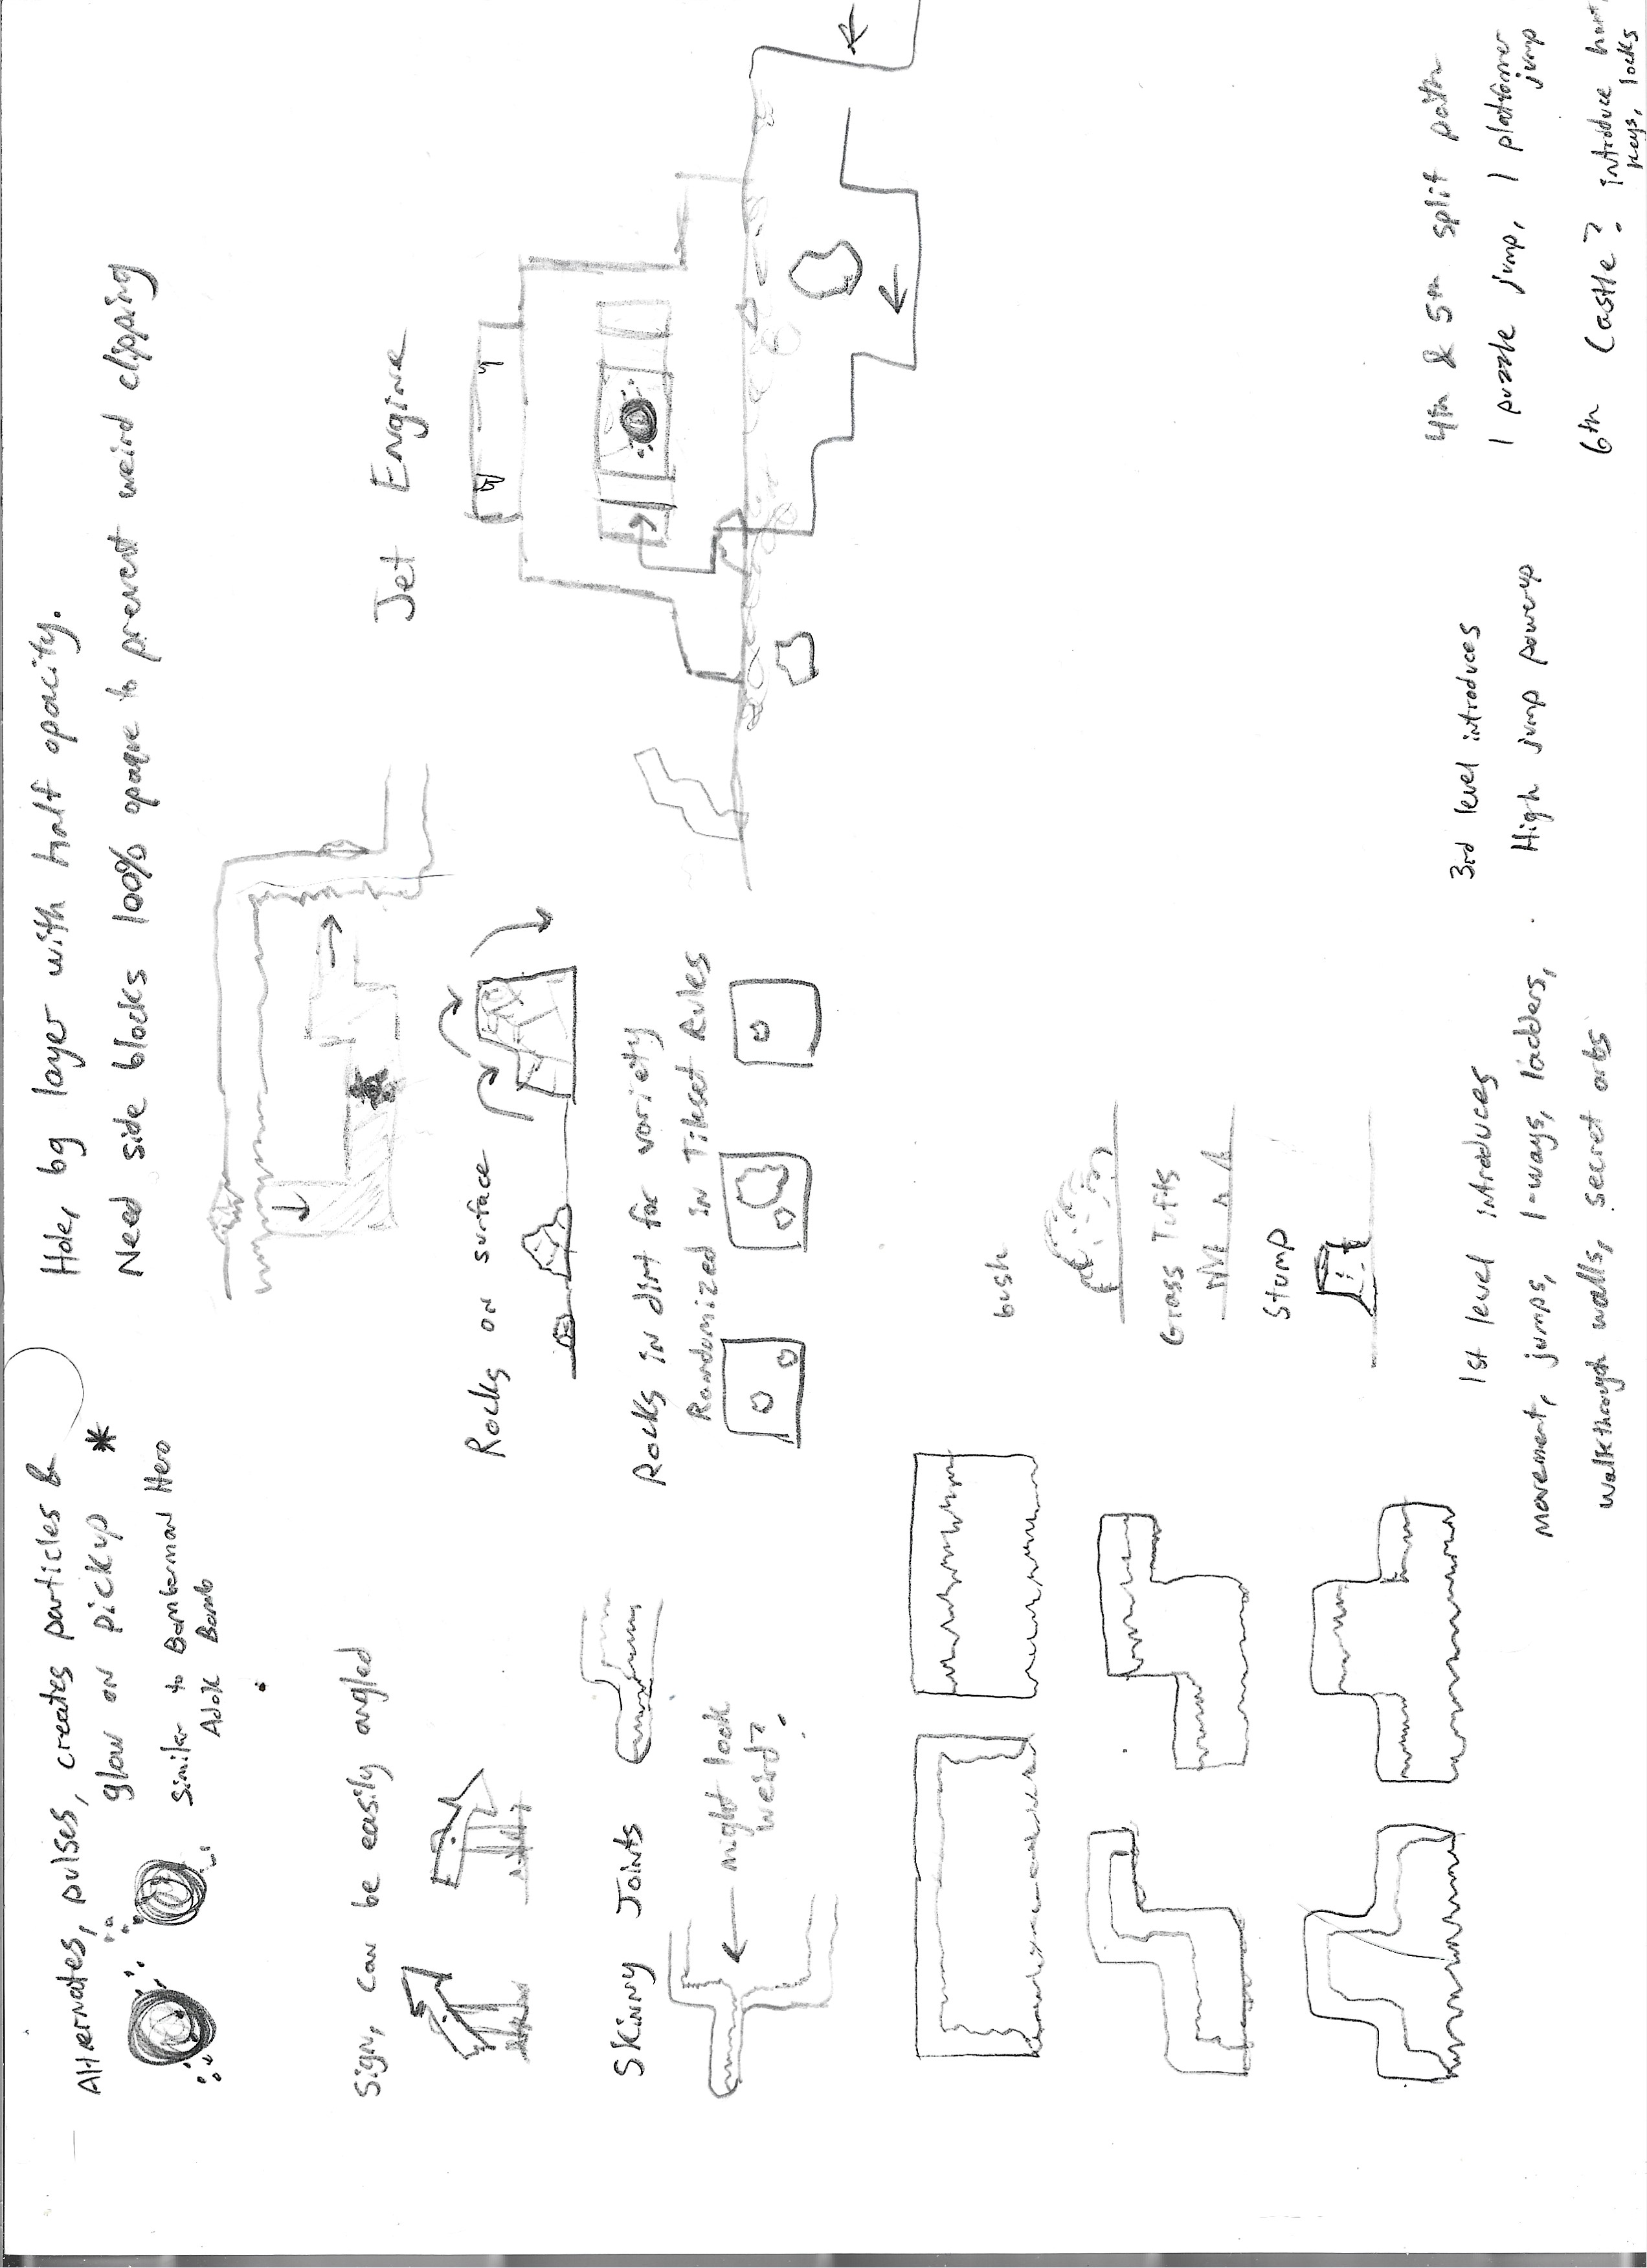 Alternates, pulses, creates particles &
glow on pickup *
Similar to Bomberman Hero
Adok Bomb
Hole, bg layer with half opacity.
Need side blocks 100% opaque to prevent weird clipping
Sign, can be easily angled
Rocks on surface
Jet Engine
Skinny Joints
might look
weird?
Rocks in dirt for variety
Randomized in Tileset Rules
bush
Grass Tufts
Stump
1st level introduces
movement, jumps, 1-ways, ladders,
walkthrough walls, secret orbs
3rd level introduces
High jump powerup
4th & 5th split path
1 puzzle jump, 1 platformer
jump
6th Castle? introduce
keys, locks